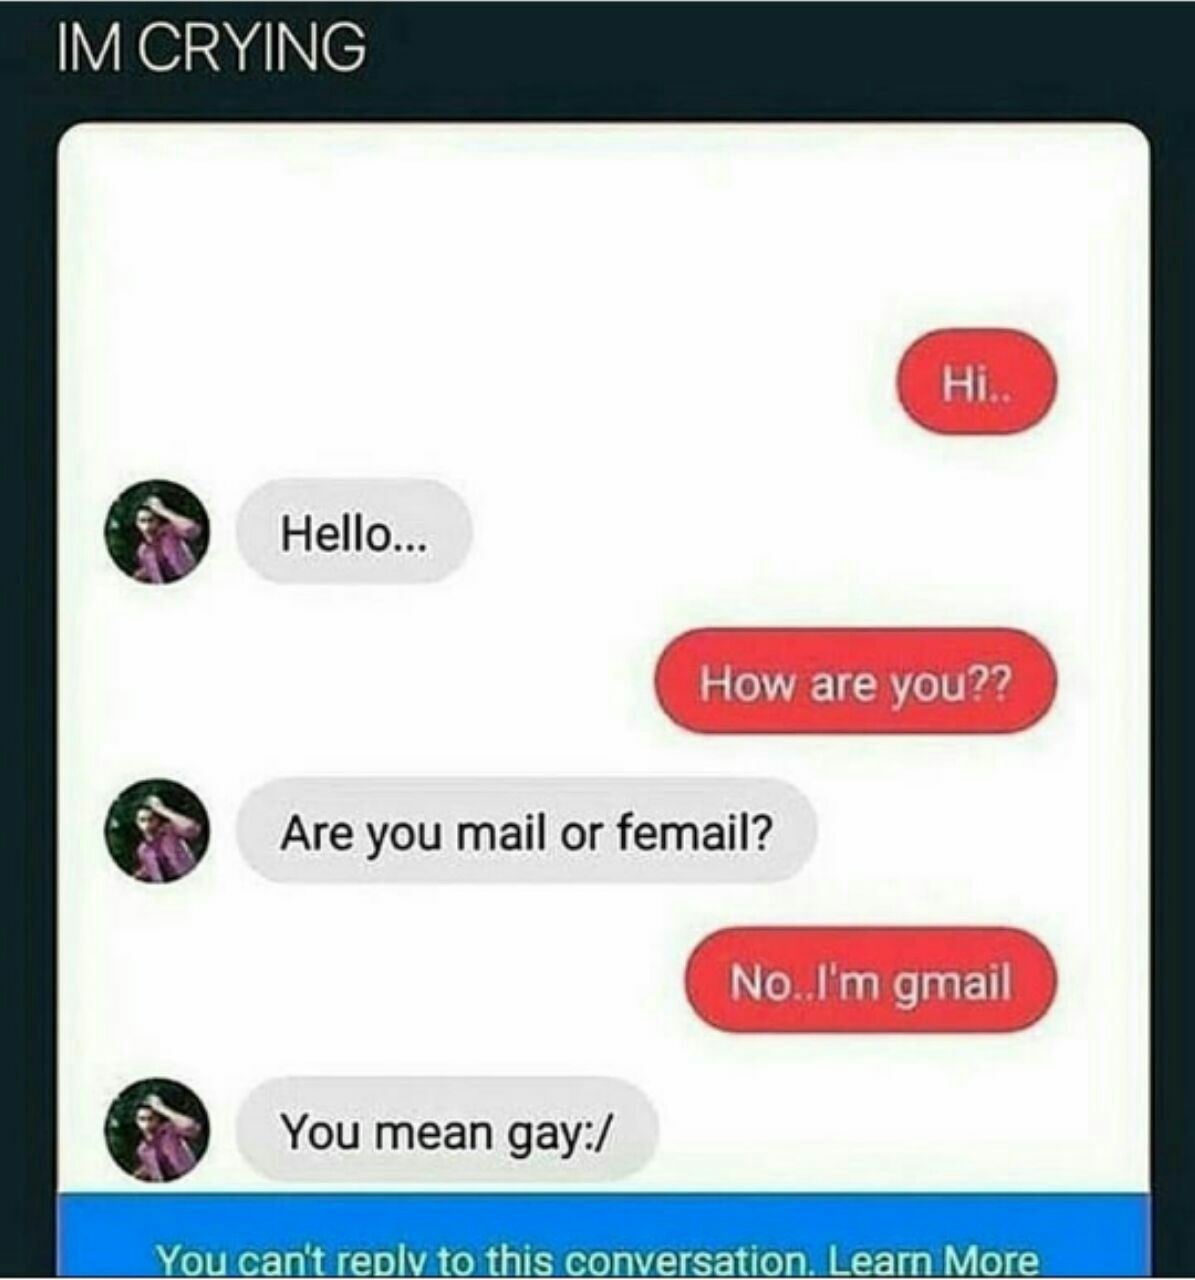 IM CRYING
Hi..
Hello...
How are you??
Are you mail or femail?
No..I'm gmail
You mean gay:/
You can't reply to this conversation. Learn More